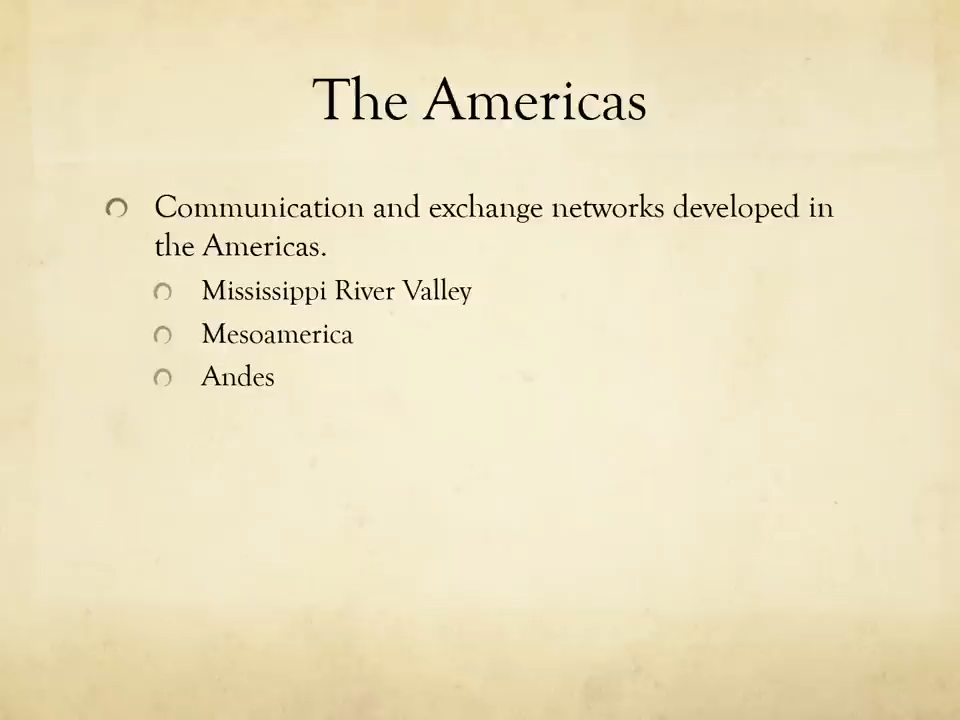 The Americas
Communication and exchange networks developed in
the Americas.
Mississippi River Valley
Mesoamerica
Andes